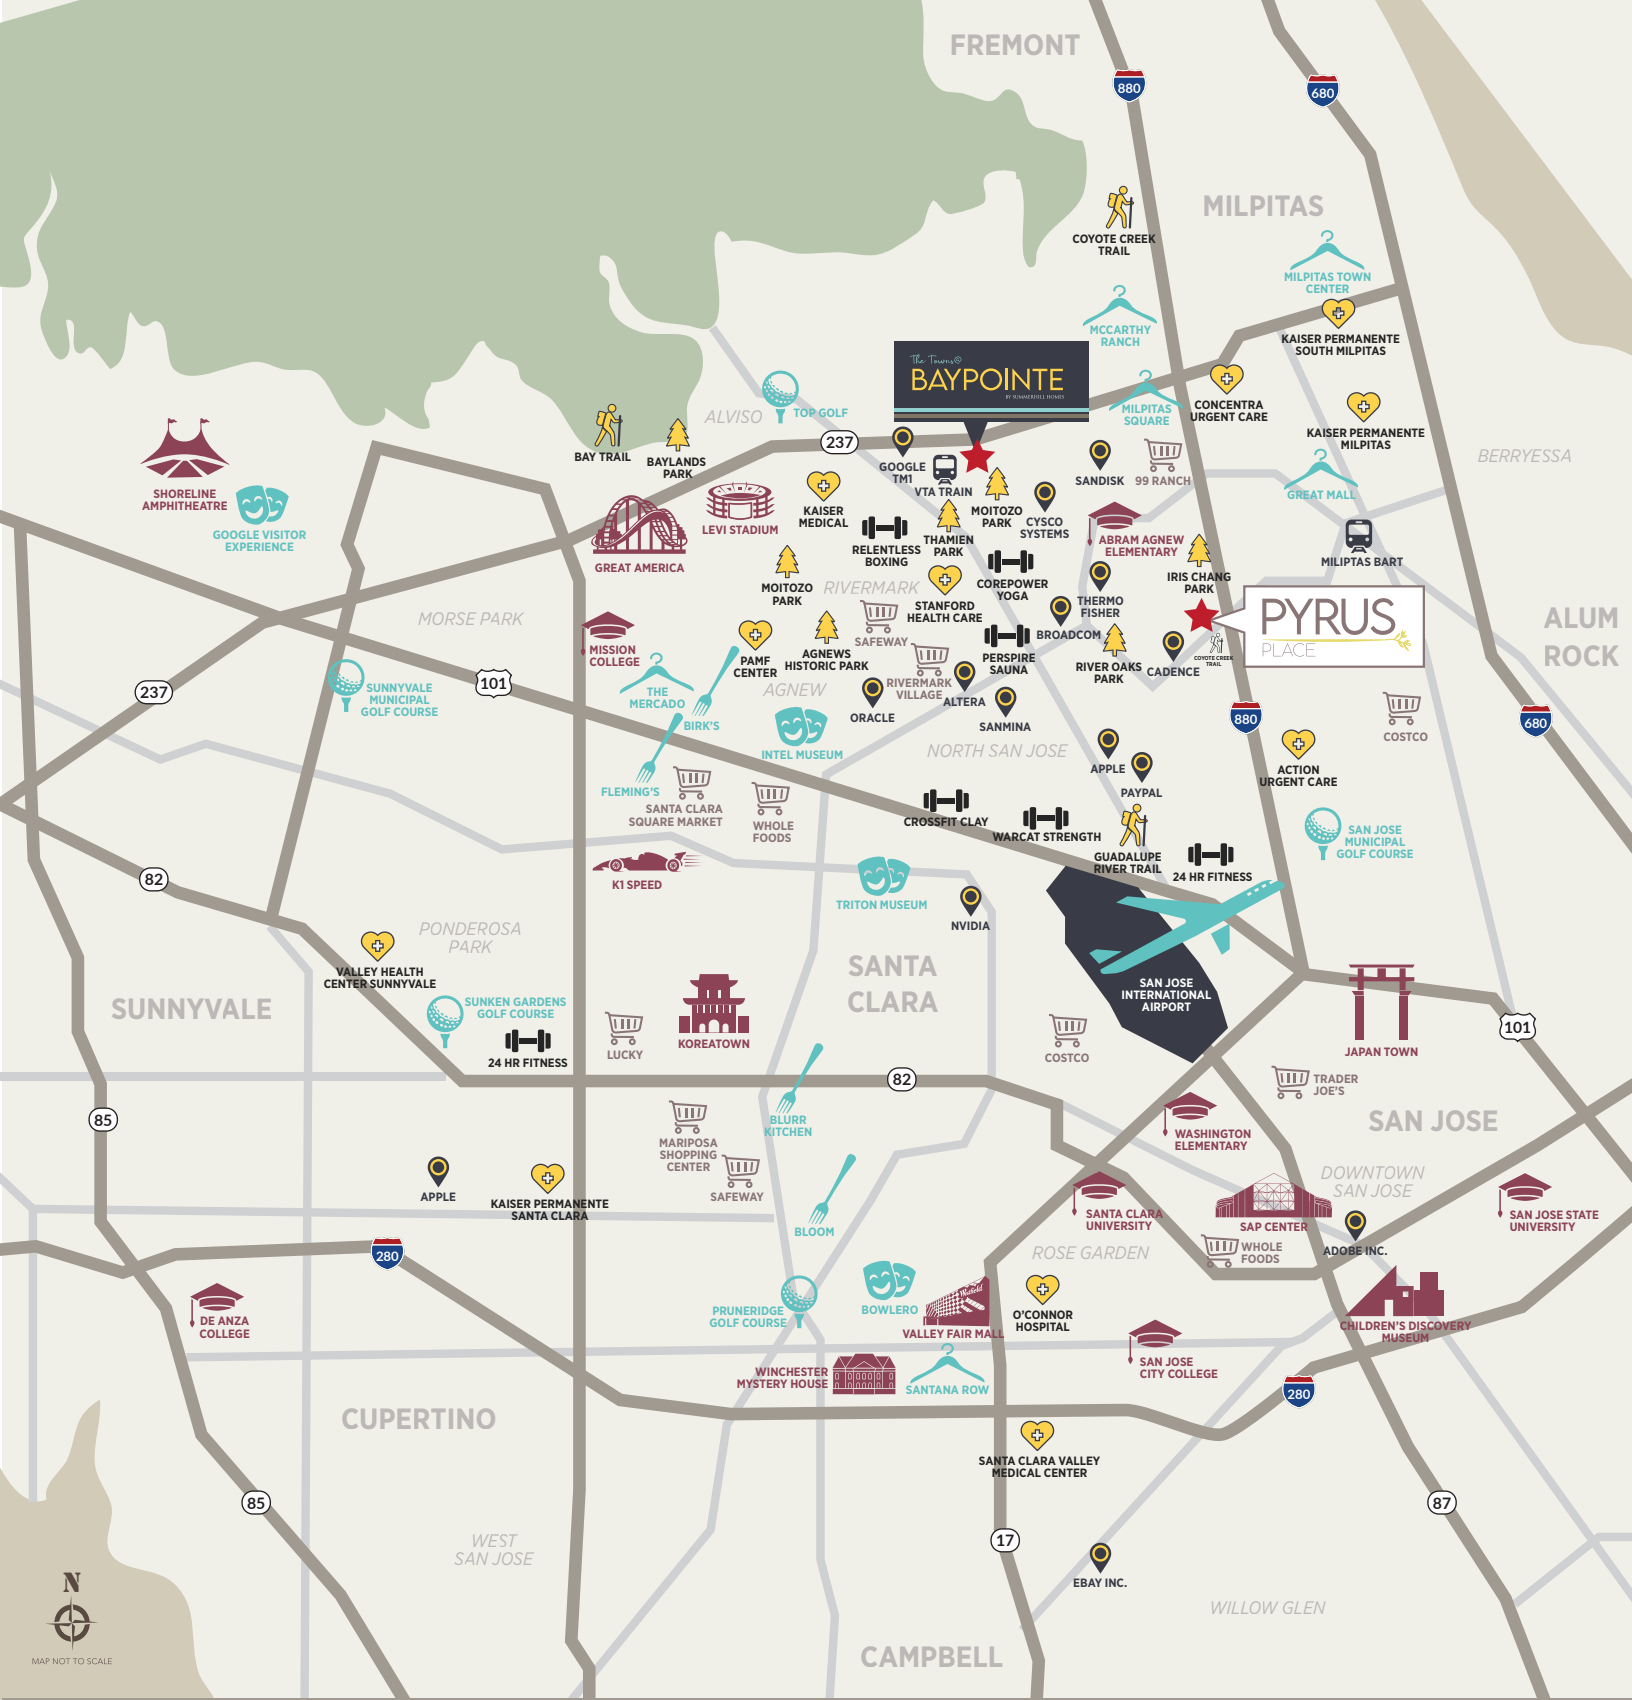 FREMONT
880
680
MILPITAS
COYOTE CREEK
TRAIL
MILPITAS TOWN
CENTER
MCCARTHY
RANCH
KAISER PERMANENTE
SOUTH MILPITAS
The Towns@
BAYPOINTE
BY SUMMERHILL HOMES
MILPITAS
SQUARE
CONCENTRA
URGENT CARE
KAISER PERMANENTE
MILPITAS
ALVISO
TOP GOLF
237
BAY TRAIL
BAYLANDS
PARK
GOOGLE
TM1
VTA TRAIN
SANDISK
99 RANCH
BERRYESSA
GREAT MALL
SHORELINE
AMPHITHEATRE
GOOGLE VISITOR
EXPERIENCE
LEVI STADIUM
GREAT AMERICA
KAISER
MEDICAL
MOITOZO
PARK
CYSCO
SYSTEMS
RELENTLESS
BOXING
THAMIEN
PARK
ABRAM AGNEW
ELEMENTARY
MILIPTAS BART
IRIS CHANG
PARK
MOITOZO
PARK
RIVERMARK
STANFORD
HEALTH CARE
COREPOWER
YOGA
THERMO
FISHER
PYRUS
PLACE
ALUM
ROCK
MORSE PARK
SAFEWAY
BROADCOM
MISSION
COLLEGE
PAMF
CENTER
AGNEWS
HISTORIC PARK
PERSPIRE
SAUNA
RIVER OAKS
PARK
CADENCE
COYOTE CREEK
TRAIL
237
SUNNYVALE
MUNICIPAL
GOLF COURSE
101
THE
MERCADO
BIRK'S
AGNEW
RIVERMARK
VILLAGE
ALTERA
ORACLE
SANMINA
880
COSTCO
680
INTEL MUSEUM
NORTH SAN JOSE
APPLE
PAYPAL
ACTION
URGENT CARE
FLEMING'S
SANTA CLARA
SQUARE MARKET
WHOLE
FOODS
CROSSFIT CLAY
WARCAT STRENGTH
GUADALUPE
RIVER TRAIL
24 HR FITNESS
SAN JOSE
MUNICIPAL
GOLF COURSE
82
K1 SPEED
TRITON MUSEUM
NVIDIA
PONDEROSA
PARK
VALLEY HEALTH
CENTER SUNNYVALE
SANTA
CLARA
SAN JOSE
INTERNATIONAL
AIRPORT
SUNNYVALE
SUNKEN GARDENS
GOLF COURSE
24 HR FITNESS
LUCKY
KOREATOWN
COSTCO
JAPAN TOWN
101
82
TRADER
JOE'S
85
MARIPOSA
SHOPPING
CENTER
BLURR
KITCHEN
WASHINGTON
ELEMENTARY
SAN JOSE
APPLE
KAISER PERMANENTE
SANTA CLARA
SAFEWAY
BLOOM
DOWNTOWN
SAN JOSE
SANTA CLARA
UNIVERSITY
SAP CENTER
SAN JOSE STATE
UNIVERSITY
280
ROSE GARDEN
WHOLE
FOODS
ADOBE INC.
DE ANZA
COLLEGE
PRUNERIDGE
GOLF COURSE
BOWLERO
Westfield
VALLEY FAIR MALL
O'CONNOR
HOSPITAL
CHILDREN'S DISCOVERY
MUSEUM
WINCHESTER
MYSTERY HOUSE
SANTANA ROW
SAN JOSE
CITY COLLEGE
280
CUPERTINO
SANTA CLARA VALLEY
MEDICAL CENTER
85
87
WEST
SAN JOSE
17
EBAY INC.
N
WILLOW GLEN
MAP NOT TO SCALE
CAMPBELL